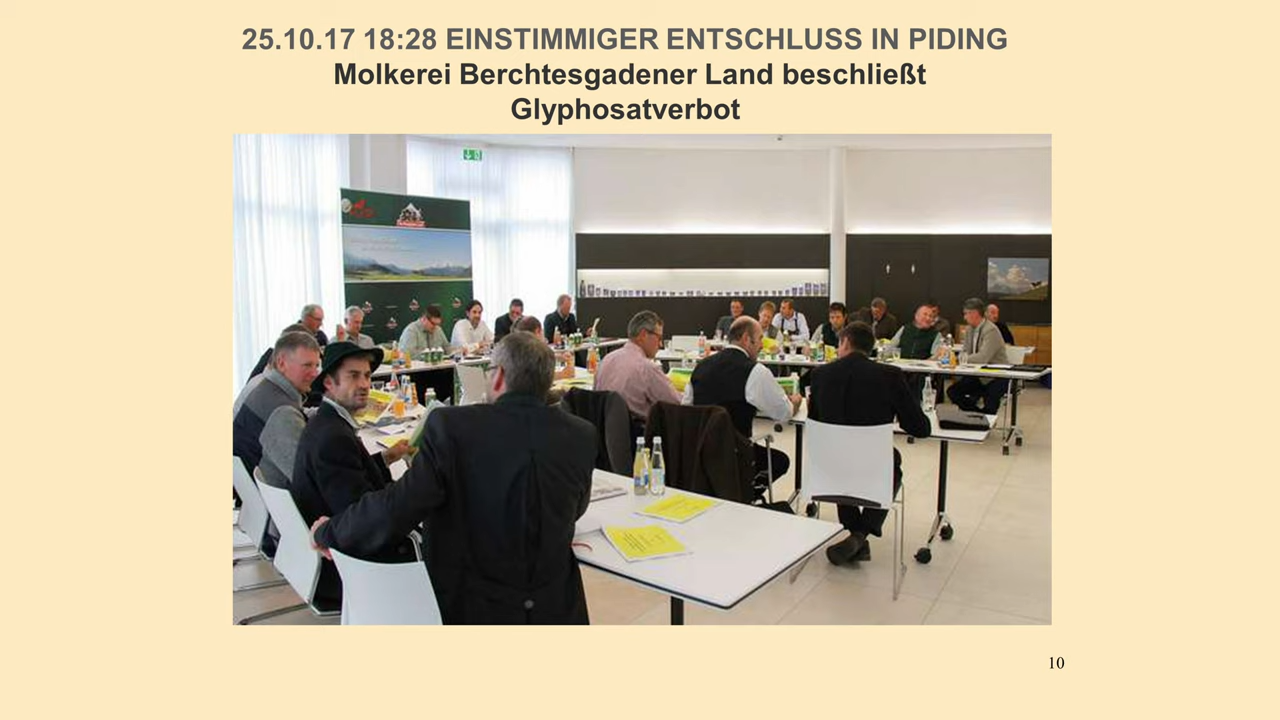 25.10.17 18:28 EINSTIMMIGER ENTSCHLUSS IN PIDING
Molkerei Berchtesgadener Land beschließt
Glyphosatverbot
10